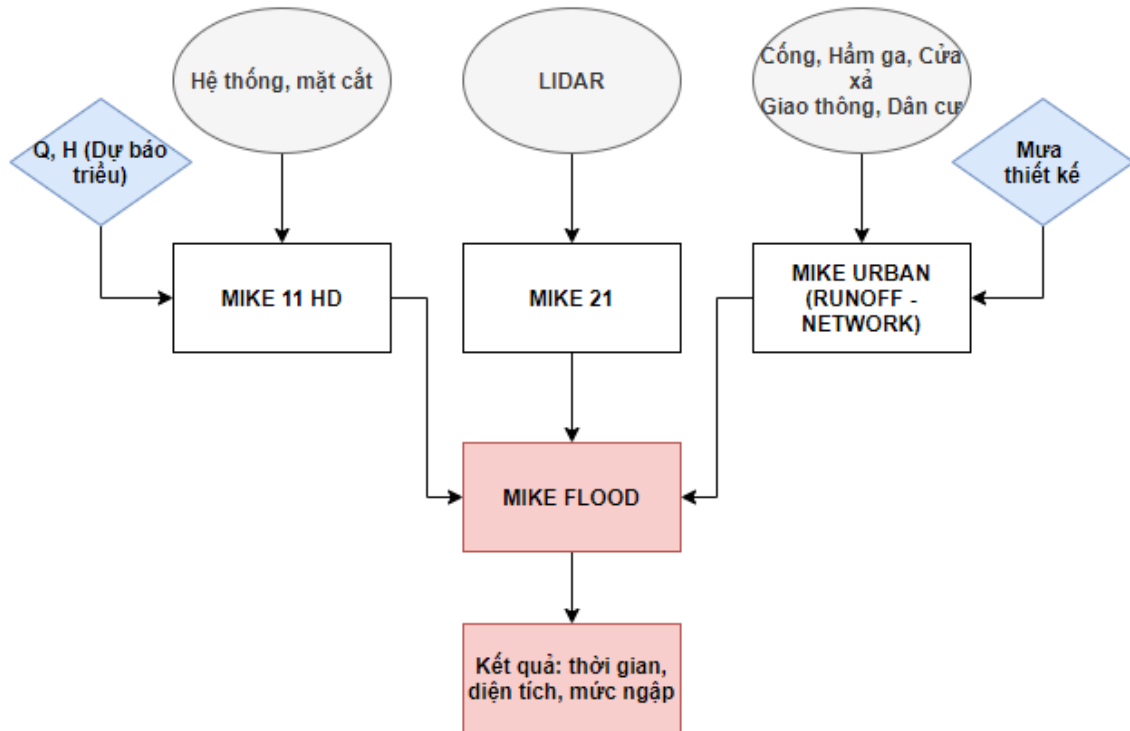 Hệ thống, mặt cắt
LIDAR
Cống, Hầm ga, Cửa
xả
Giao thông, Dân cư
Q, H (Dự báo
triều)
Mưa
thiết kế
MIKE 11 HD
MIKE 21
MIKE URBAN
(RUNOFF -
NETWORK)
MIKE FLOOD
Kết quả: thời gian,
diện tích, mức ngập